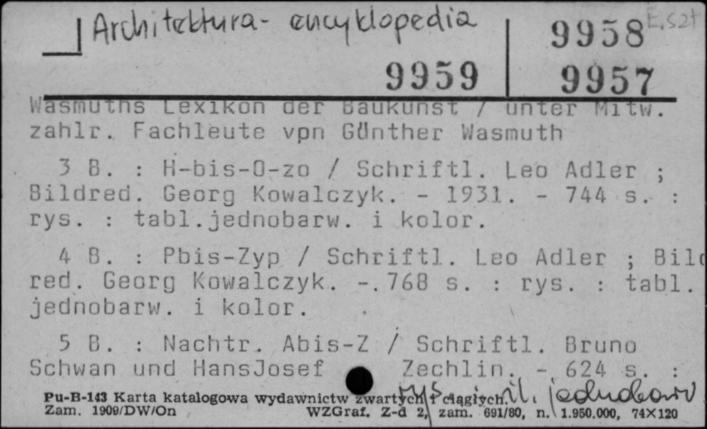 Architektura - encyklopedia
9958
9959
9957
Wasmuths Lexikon der Baukunst / unter Mitw.
zahlr. Fachleute vpn Günther Wasmuth
3 B. : H-bis-O-zo / Schriftl. Leo Adler ;
Bildred. Georg Kowalczyk. - 1931. - 744 s. :
rys. : tabl.jednobarw. i kolor.
4 B. : Pbis-Zyp / Schriftl. Leo Adler ; Bild
red. Georg Kowalczyk. -.768 s. : rys. : tabl.
jednobarw. i kolor.
5 B. : Nachtr. Abis-Z / Schriftl. Bruno
Schwan und HansJosef Zechlin. - 624 s. :
rys. il. jednobarw
Pu-B-143 Karta katalogowa wydawnictw zwartych i ciągłych.
Zam. 1909/DW/On WZGraf. Z-d 2, zam. 691/80, n. 1.950.000, 74×120